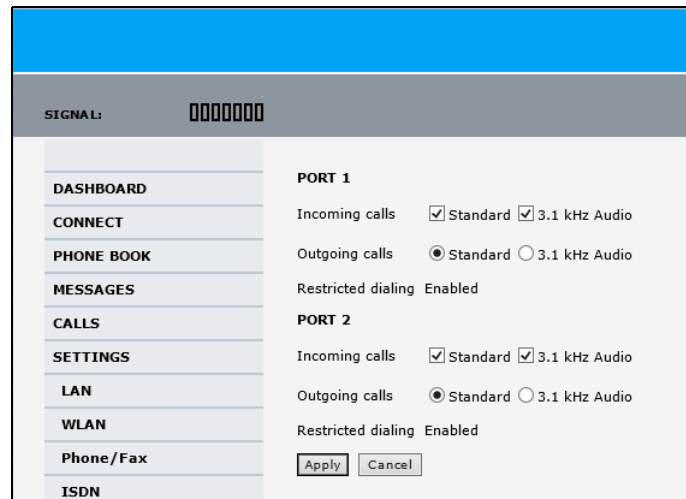 SIGNAL:
DASHBOARD
CONNECT
PHONE BOOK
MESSAGES
CALLS
SETTINGS
LAN
WLAN
Phone/Fax
ISDN
PORT 1
Incoming calls Standard 3.1 kHz Audio
Outgoing calls Standard 3.1 kHz Audio
Restricted dialing Enabled
PORT 2
Incoming calls Standard 3.1 kHz Audio
Outgoing calls Standard 3.1 kHz Audio
Restricted dialing Enabled
Apply Cancel